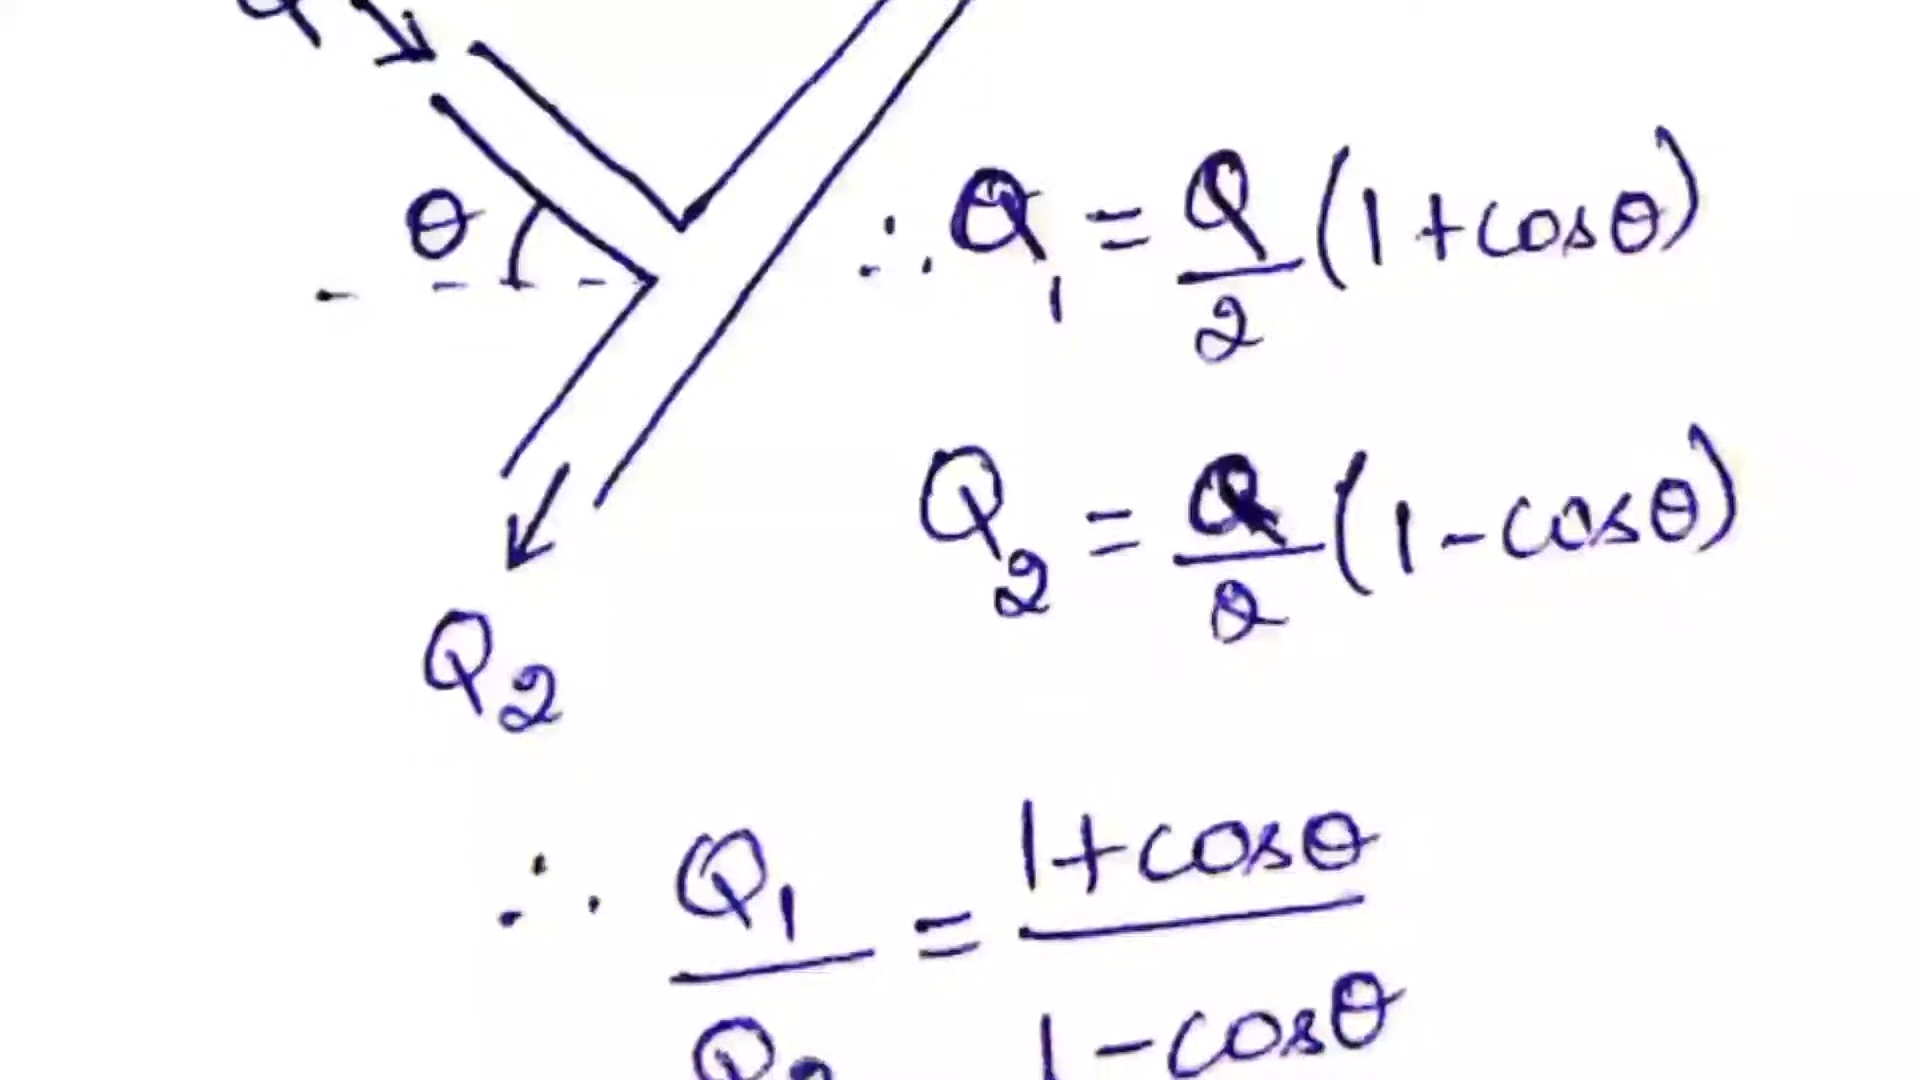 Q
θ
∴ Q₁ = Q/2 (1 + cosθ)
Q₂ = Q/2 (1 - cosθ)
Q₂
∴ Q₁/Q₂ = 1 + cosθ / 1 - cosθ